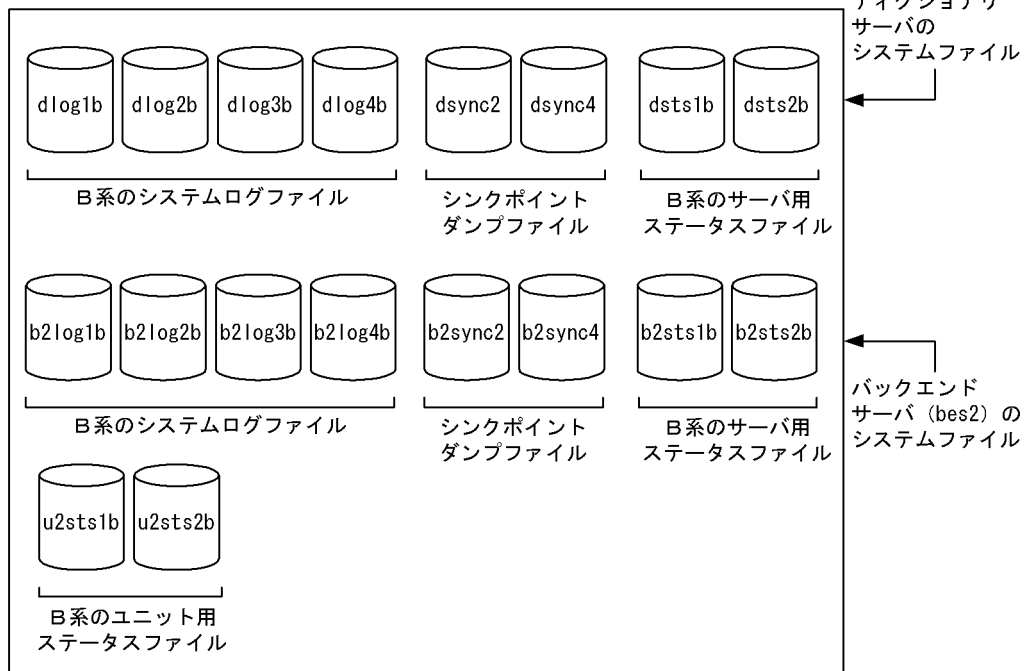 ディクショナリ
サーバの
システムファイル
dlog1b dlog2b dlog3b dlog4b dsync2 dsync4 dsts1b dsts2b
B系のシステムログファイル
シンクポイント
ダンプファイル
B系のサーバ用
ステータスファイル
b2log1b b2log2b b2log3b b2log4b b2sync2 b2sync4 b2sts1b b2sts2b
B系のシステムログファイル
シンクポイント
ダンプファイル
B系のサーバ用
ステータスファイル
バックエンド
サーバ（bes2）の
システムファイル
u2sts1b u2sts2b
B系のユニット用
ステータスファイル